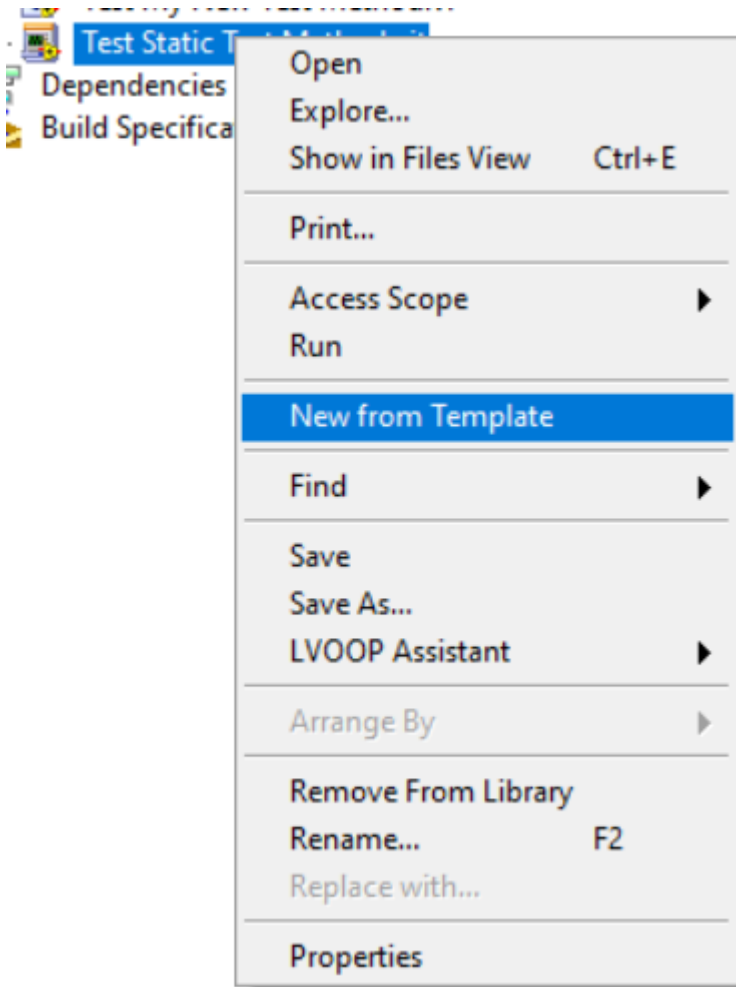 Test Static
Dependencies
Build Specifica
Open
Explore...
Show in Files View Ctrl+E
Print...
Access Scope
Run
New from Template
Find
Save
Save As...
LVOOP Assistant
Arrange By
Remove From Library
Rename... F2
Replace with...
Properties